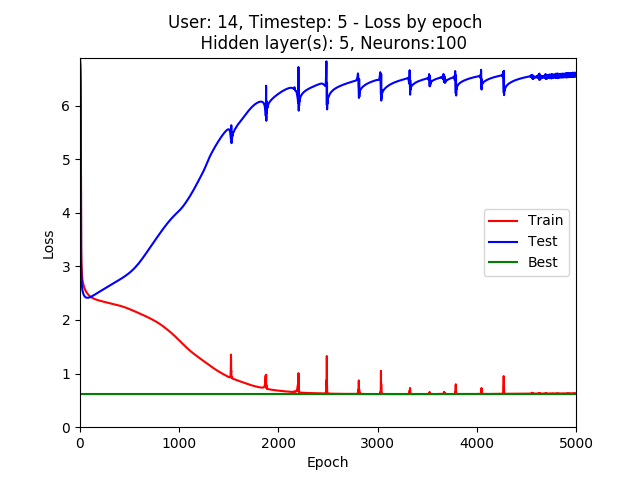 User: 14, Timestep: 5 - Loss by epoch
Hidden layer(s): 5, Neurons:100
Loss
6
5
4
3
2
1
0
Train
Test
Best
0 1000 2000 3000 4000 5000
Epoch